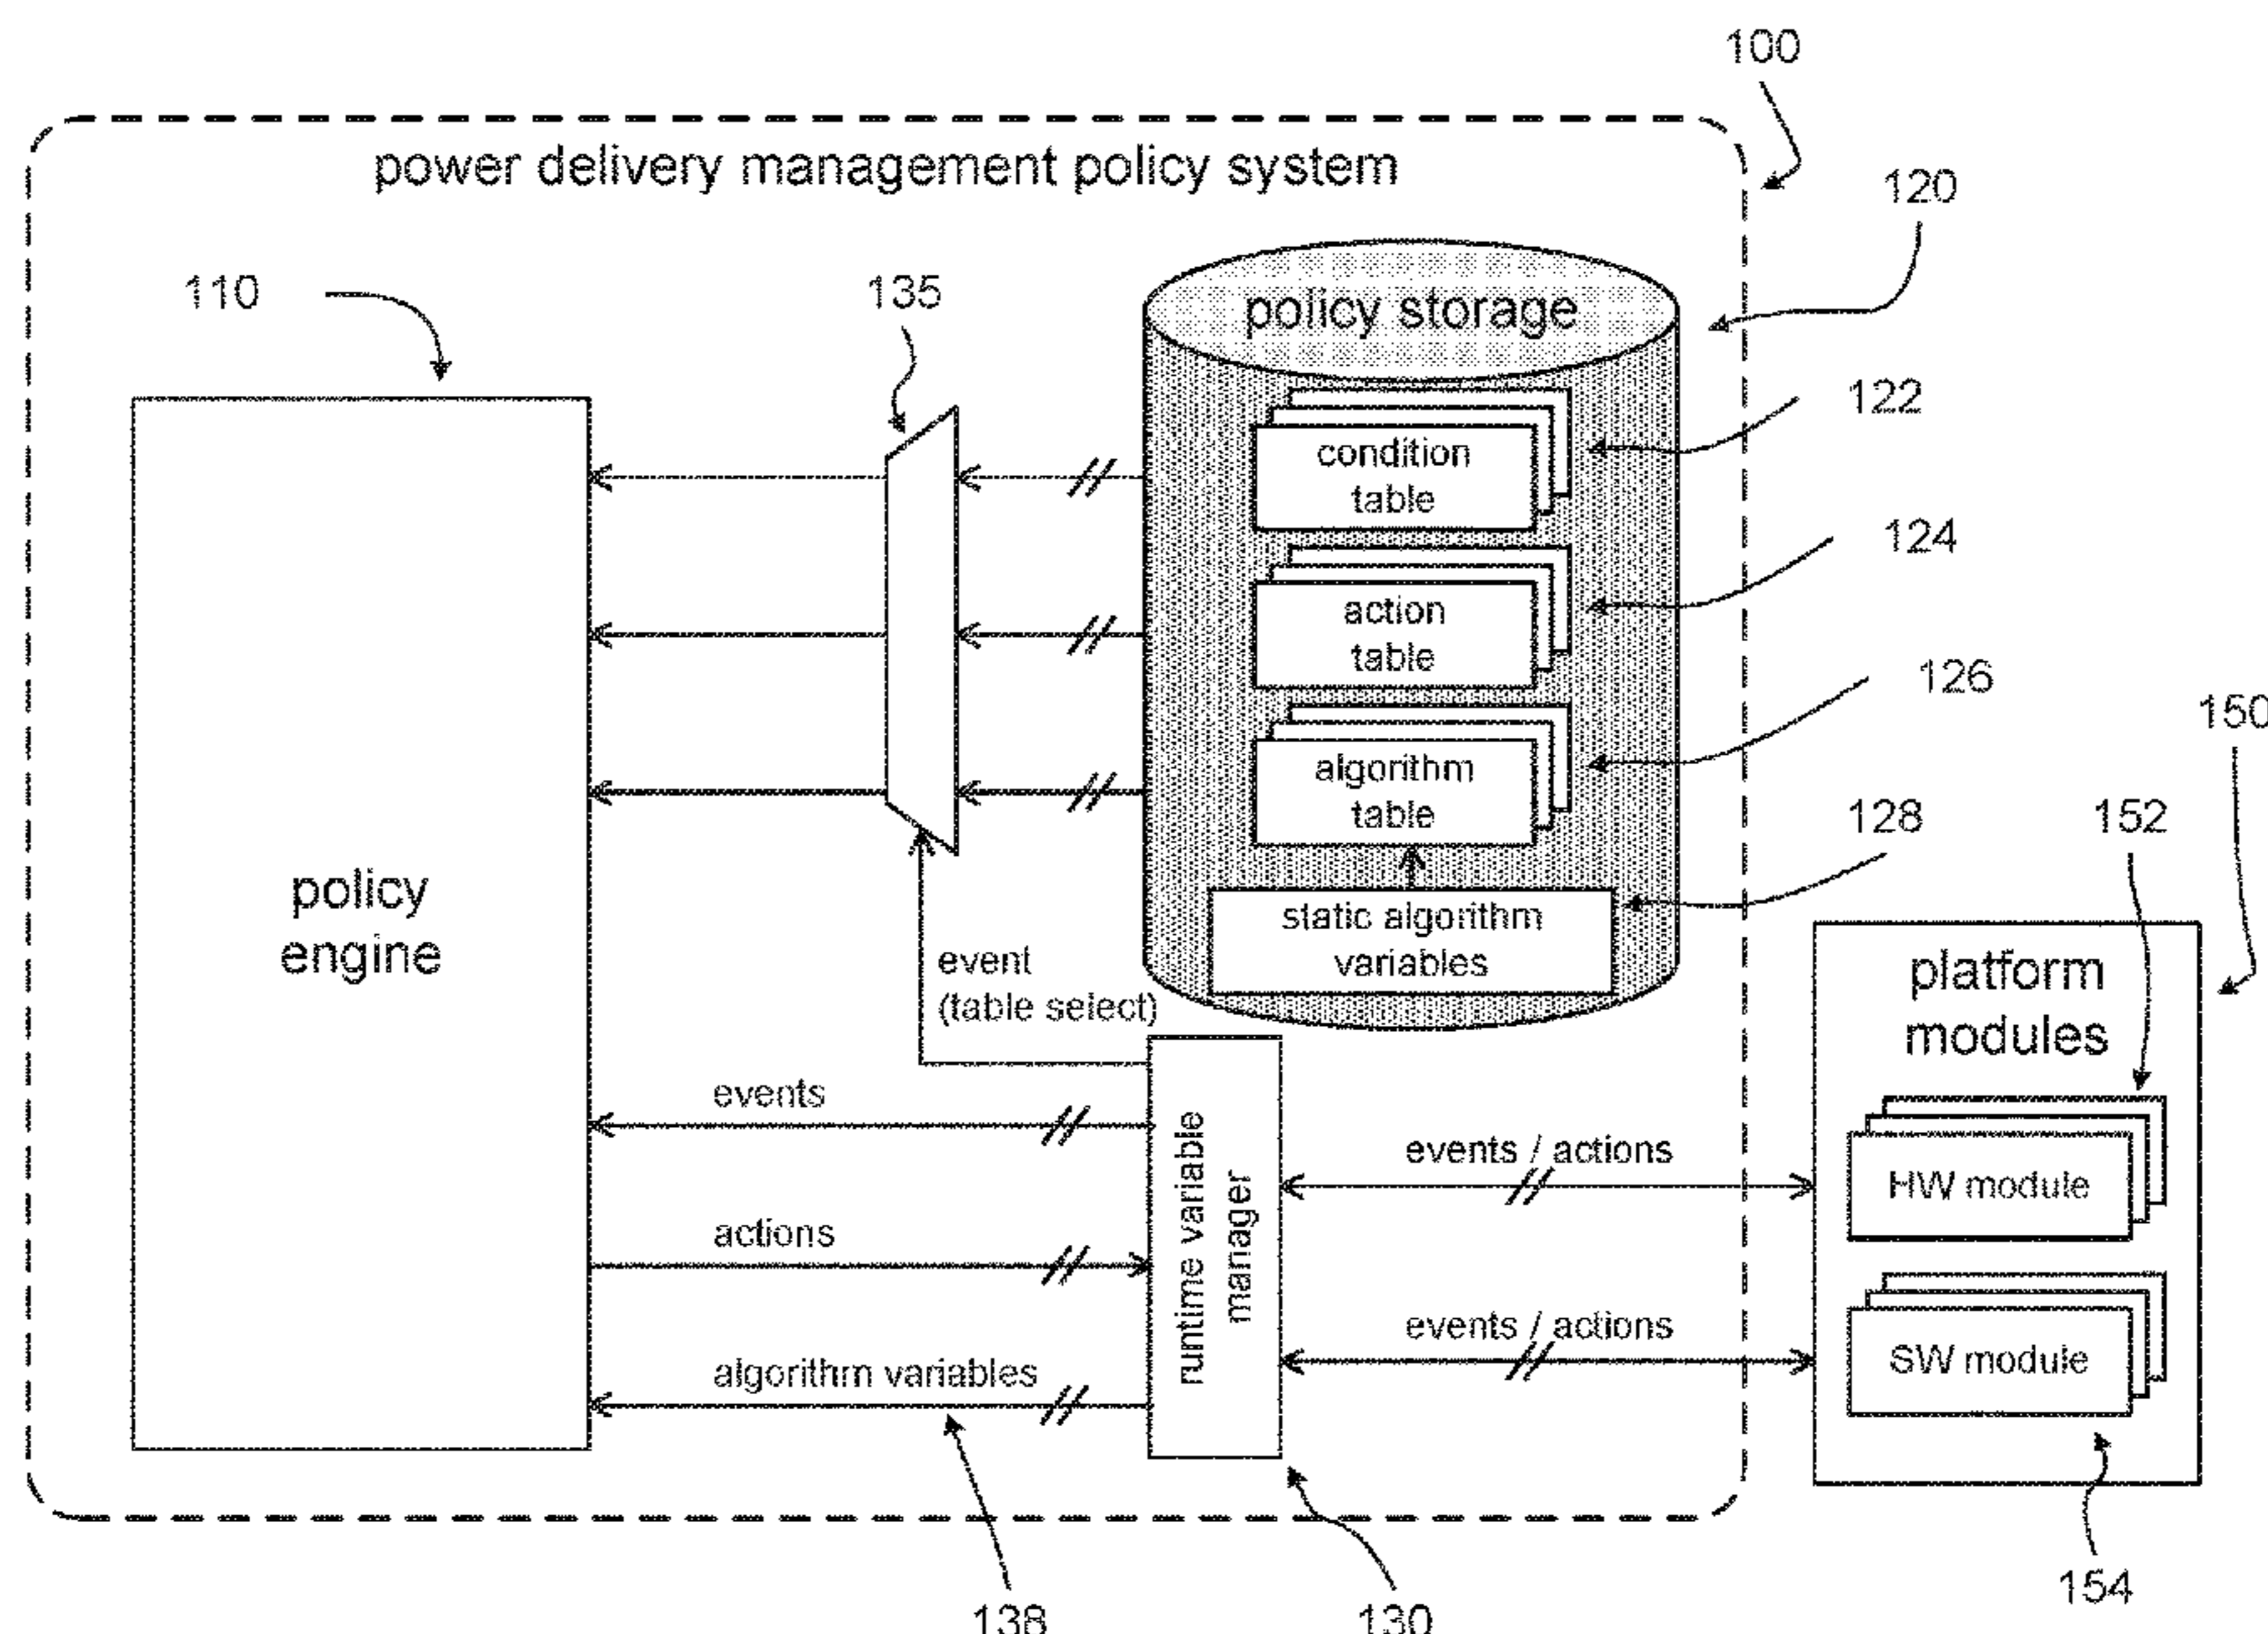 100
power delivery management policy system
120
110
135
policy storage
122
condition
table
124
action
table
126
algorithm
table
150
128
152
static algorithm
variables
policy
engine
event
(table select)
platform
modules
events
runtime variable
manager
events / actions
HW module
actions
events / actions
SW module
algorithm variables
138
130
154